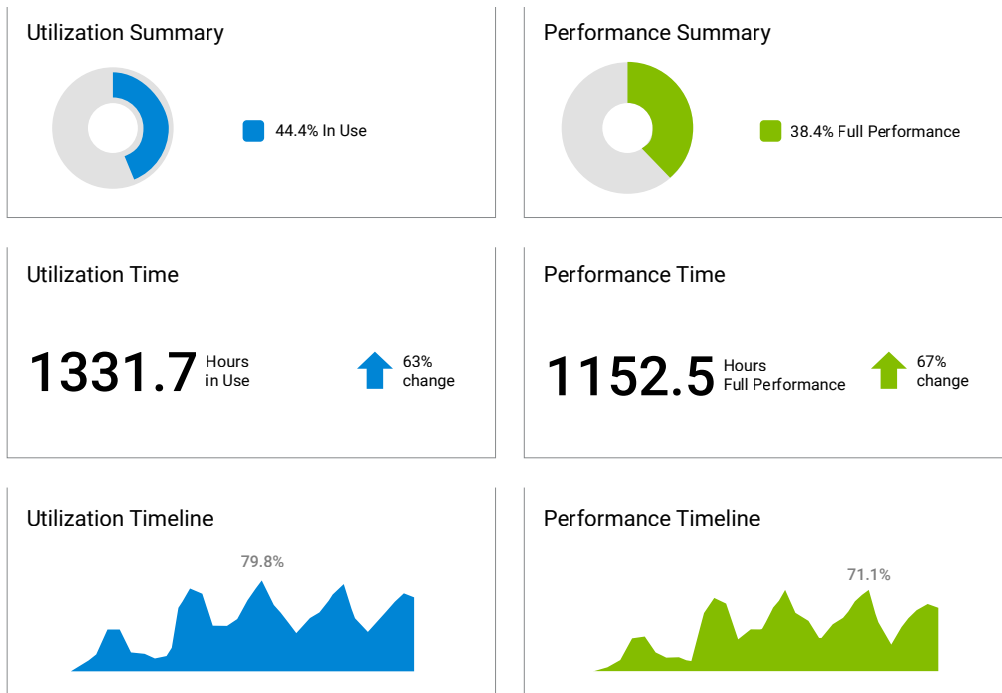 Utilization Summary
44.4% In Use
Performance Summary
38.4% Full Performance
Utilization Time
1331.7
Hours
in Use
63%
change
Performance Time
1152.5
Hours
Full Performance
67%
change
Utilization Timeline
79.8%
Performance Timeline
71.1%